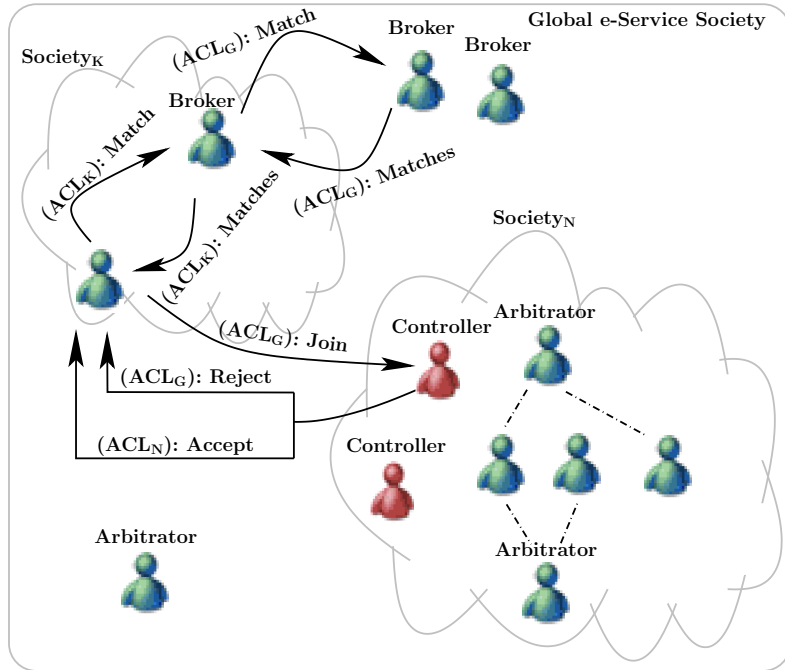 Global e-Service Society
Society_K
(ACL_G): Match
Broker
Broker
Broker
(ACL_K): Match
(ACL_G): Matches
(ACL_K): Matches
Society_N
(ACL_G): Join
Controller
Arbitrator
(ACL_G): Reject
(ACL_N): Accept
Controller
Arbitrator
Arbitrator